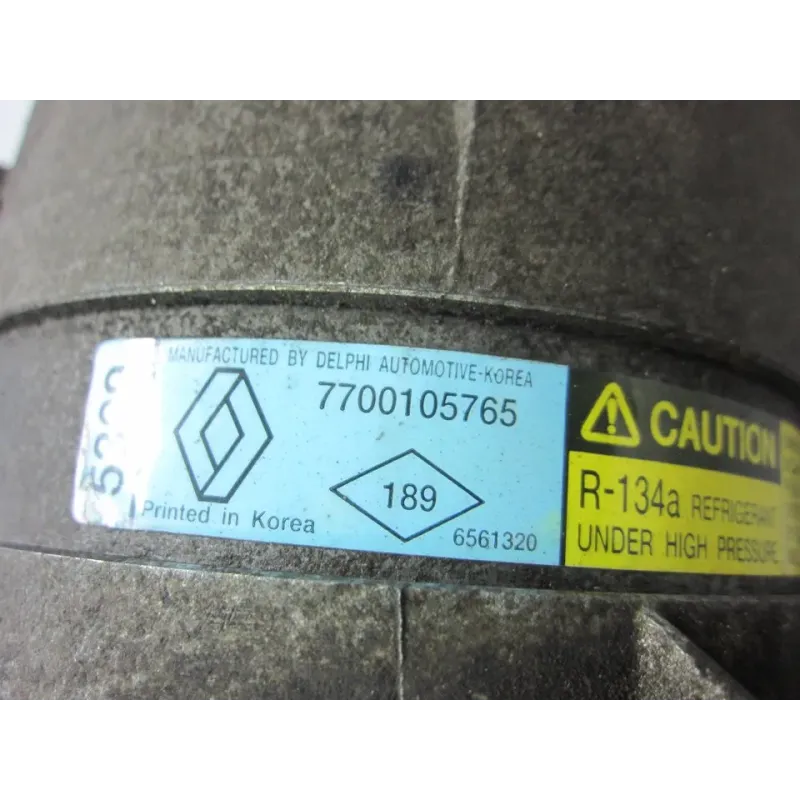 MANUFACTURED BY DELPHI AUTOMOTIVE-KOREA
7700105765
189
Printed in Korea
6561320
CAUTION
R-134a REFRIGERANT
UNDER HIGH PRESSURE